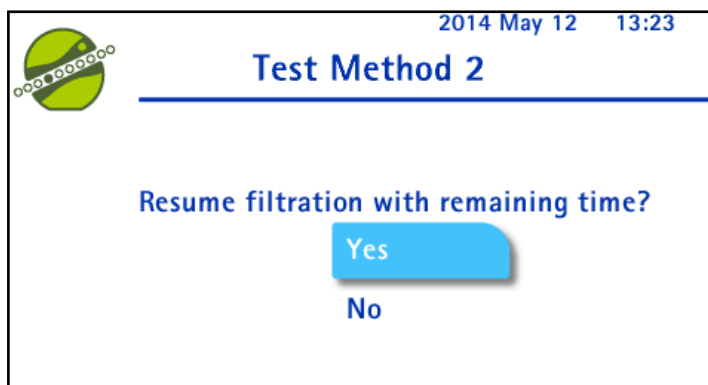 2014 May 12 13:23
Test Method 2
Resume filtration with remaining time?
Yes
No